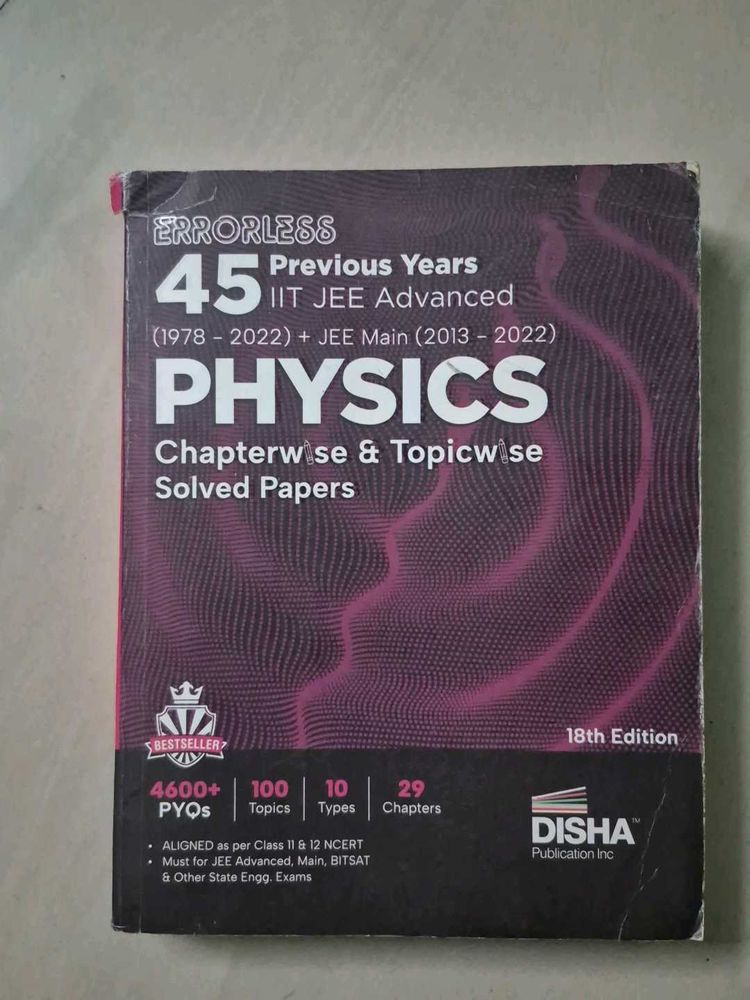 ERRORLESS
45 Previous Years
IIT JEE Advanced
(1978 - 2022) + JEE Main (2013 - 2022)
PHYSICS
Chapterwise & Topicwise
Solved Papers
BESTSELLER
18th Edition
4600+ PYQs
100 Topics
10 Types
29 Chapters
• ALIGNED as per Class 11 & 12 NCERT
• Must for JEE Advanced, Main, BITSAT
& Other State Engg. Exams
DISHA™
Publication Inc